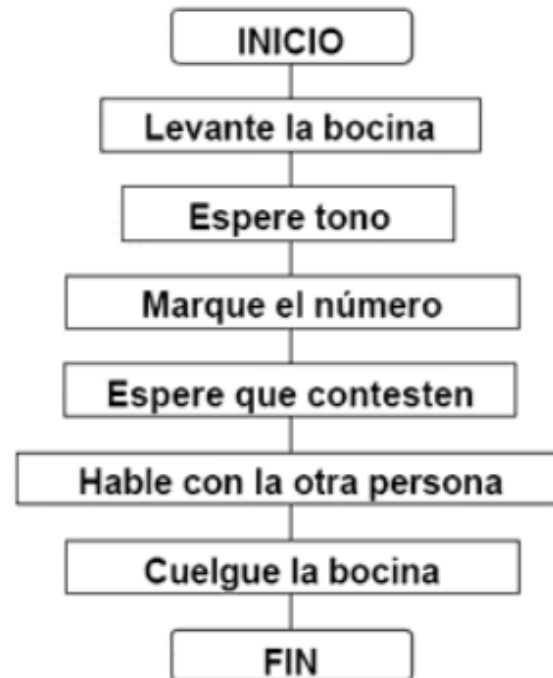 INICIO
Levante la bocina
Espere tono
Marque el número
Espere que contesten
Hable con la otra persona
Cuelgue la bocina
FIN